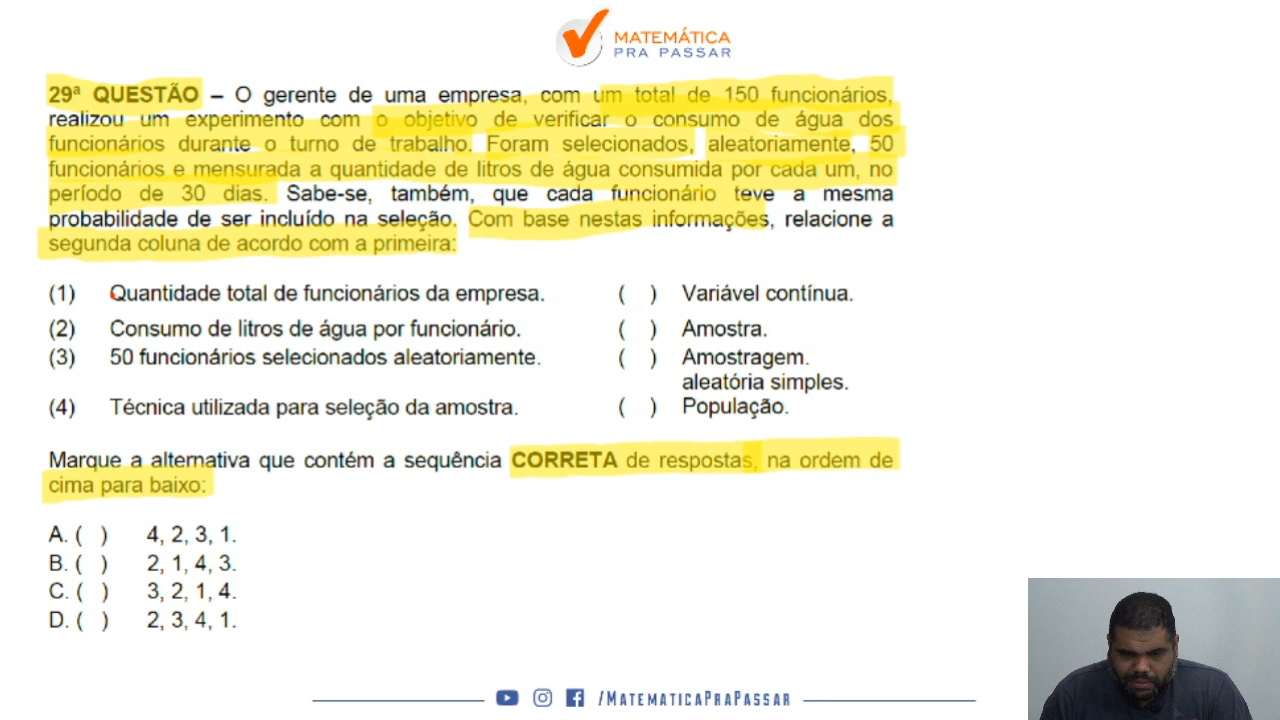 MATEMÁTICA
PRA PASSAR
29ª QUESTÃO – O gerente de uma empresa, com um total de 150 funcionários,
realizou um experimento com o objetivo de verificar o consumo de água dos
funcionários durante o turno de trabalho. Foram selecionados, aleatoriamente, 50
funcionários e mensurada a quantidade de litros de água consumida por cada um, no
período de 30 dias. Sabe-se, também, que cada funcionário teve a mesma
probabilidade de ser incluído na seleção. Com base nestas informações, relacione a
segunda coluna de acordo com a primeira:
(1) Quantidade total de funcionários da empresa. ( ) Variável contínua.
(2) Consumo de litros de água por funcionário. ( ) Amostra.
(3) 50 funcionários selecionados aleatoriamente. ( ) Amostragem.
aleatória simples.
(4) Técnica utilizada para seleção da amostra. ( ) População.
Marque a alternativa que contém a sequência CORRETA de respostas, na ordem de
cima para baixo:
A. ( ) 4, 2, 3, 1.
B. ( ) 2, 1, 4, 3.
C. ( ) 3, 2, 1, 4.
D. ( ) 2, 3, 4, 1.
/MATEMATICAPRAPASSAR